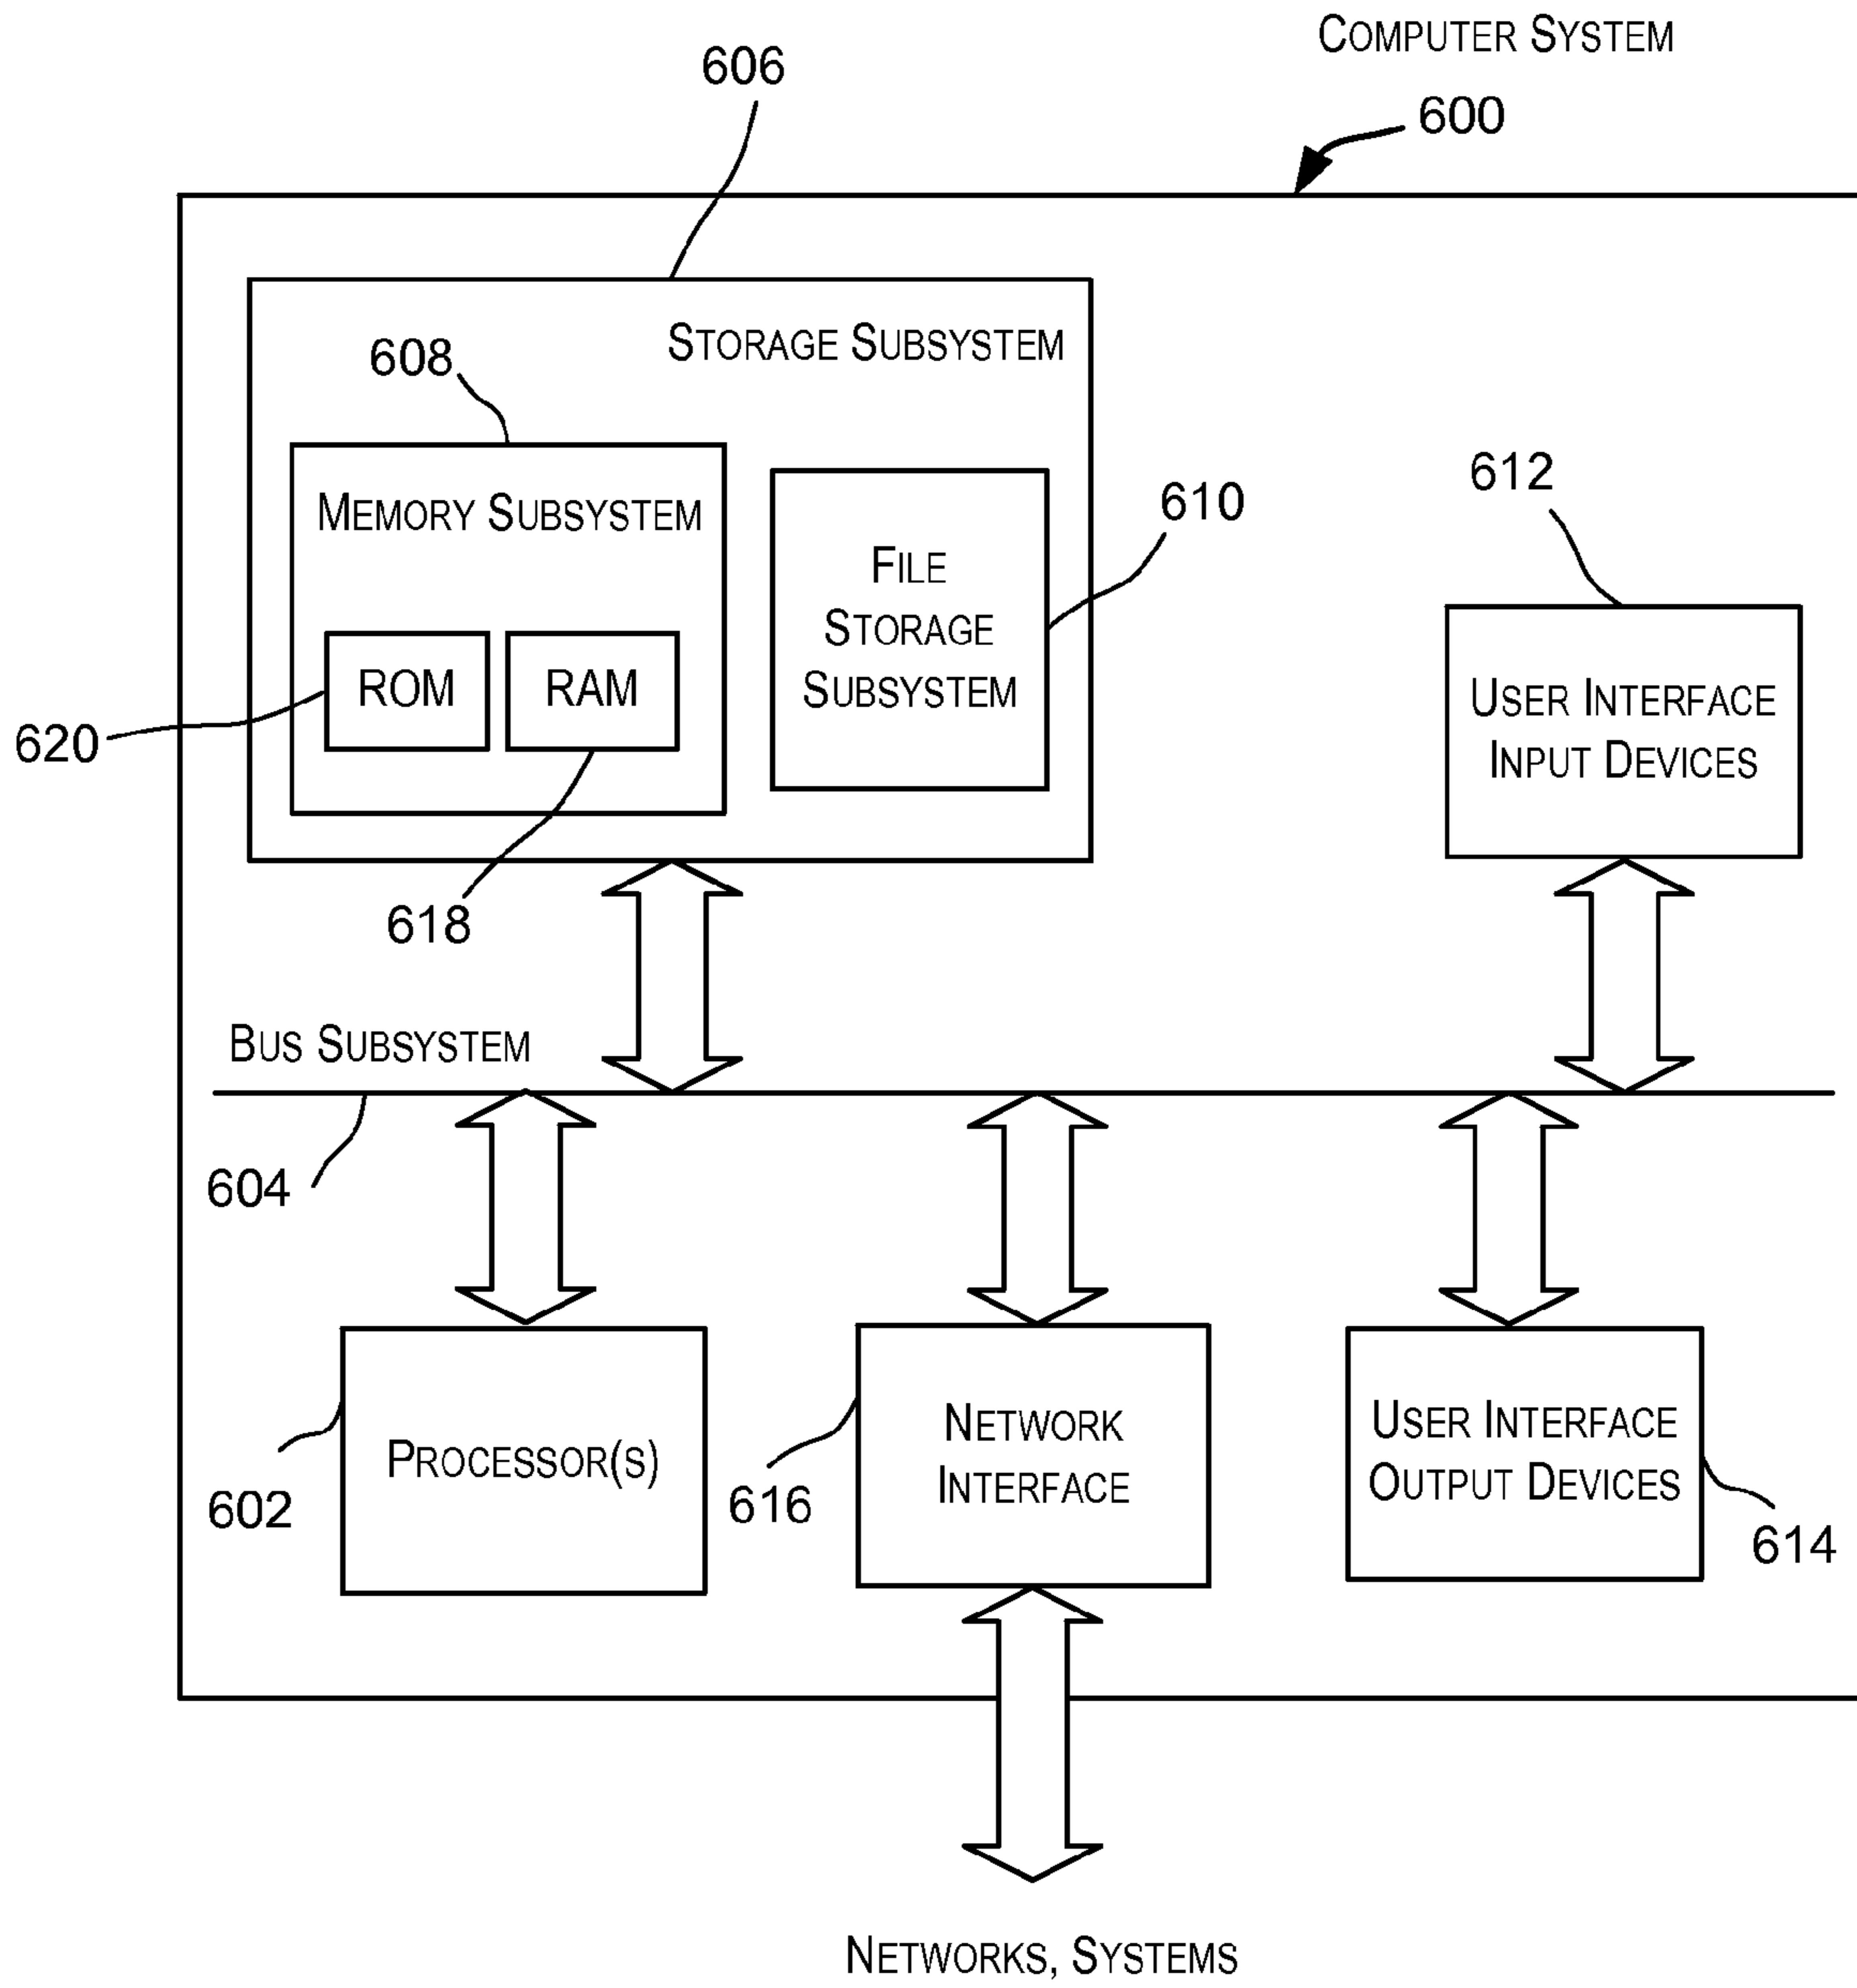 COMPUTER SYSTEM
606
600
STORAGE SUBSYSTEM
608
612
610
MEMORY SUBSYSTEM
FILE
STORAGE
SUBSYSTEM
ROM
RAM
USER INTERFACE
INPUT DEVICES
620
618
BUS SUBSYSTEM
604
PROCESSOR(S)
602
NETWORK
INTERFACE
616
USER INTERFACE
OUTPUT DEVICES
614
NETWORKS, SYSTEMS